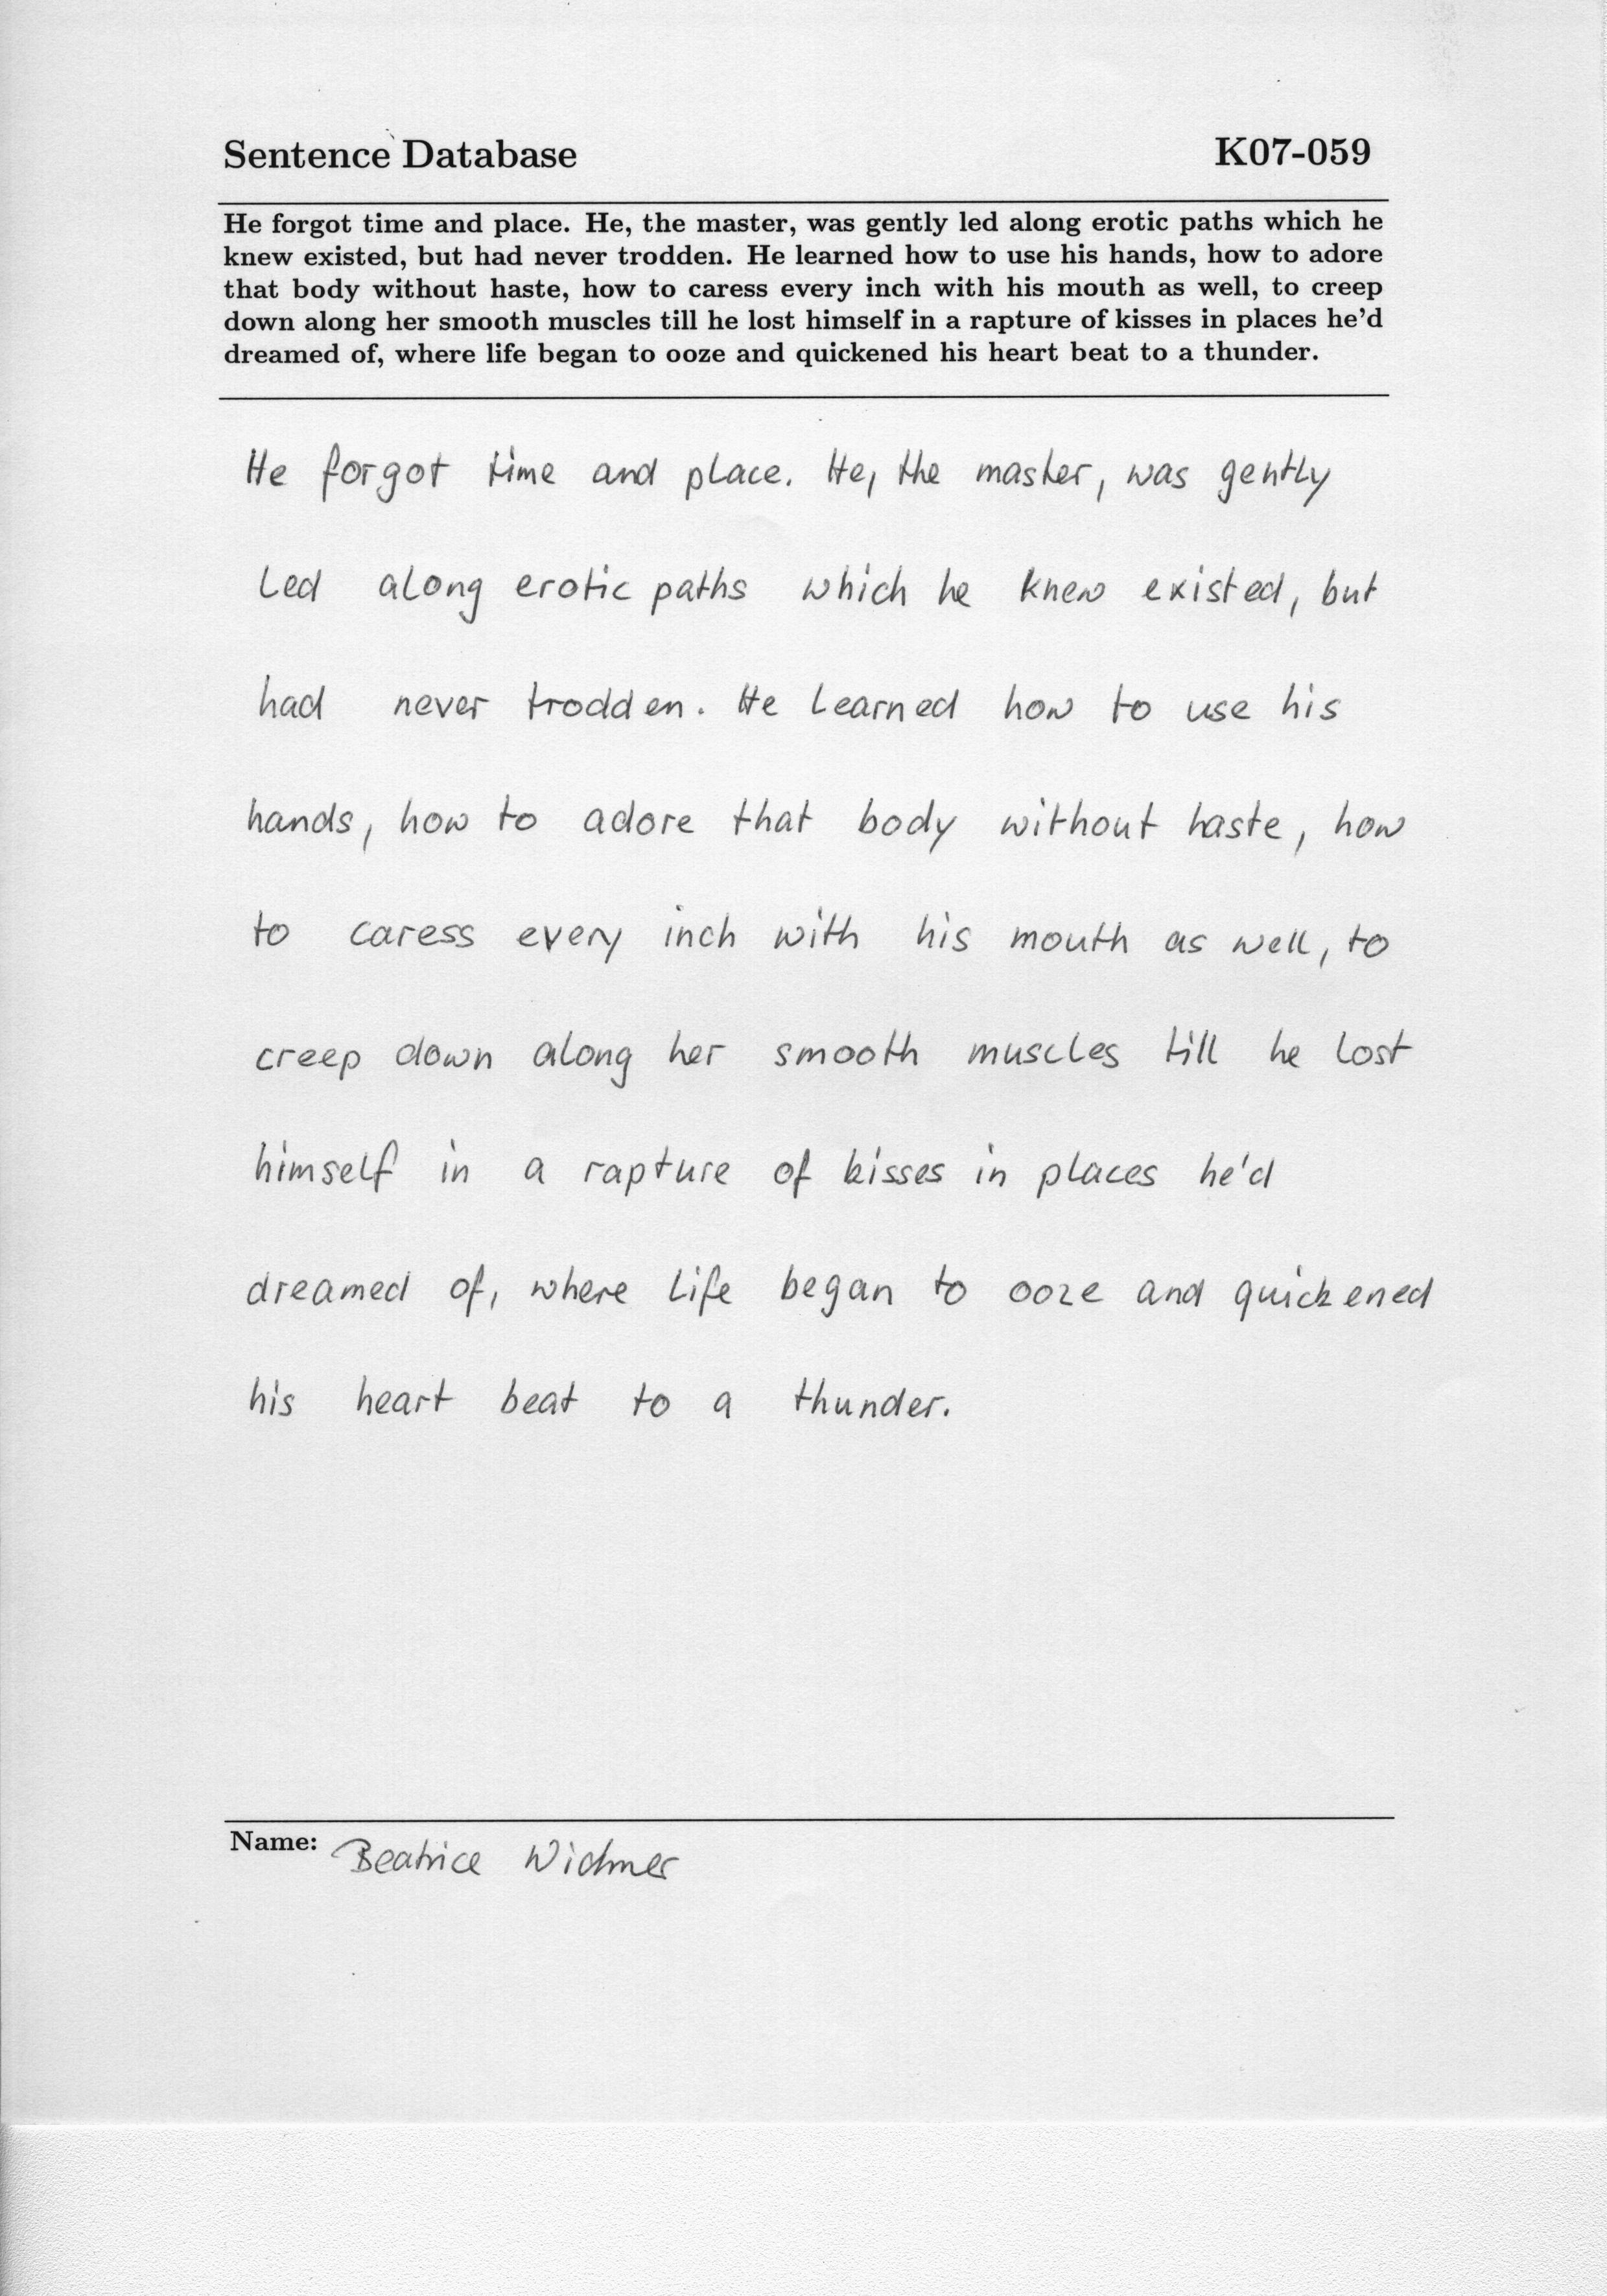 Sentence Database K07-059
He forgot time and place. He, the master, was gently led along erotic paths which he
knew existed, but had never trodden. He learned how to use his hands, how to adore
that body without haste, how to caress every inch with his mouth as well, to creep
down along her smooth muscles till he lost himself in a rapture of kisses in places he'd
dreamed of, where life began to ooze and quickened his heart beat to a thunder.
He forgot time and place. He, the master, was gently
led along erotic paths which he knew existed, but
had never trodden. He learned how to use his
hands, how to adore that body without haste, how
to caress every inch with his mouth as well, to
creep down along her smooth muscles till he lost
himself in a rapture of kisses in places he'd
dreamed of, where life began to ooze and quickened
his heart beat to a thunder.
Name: Beatrice Widmer